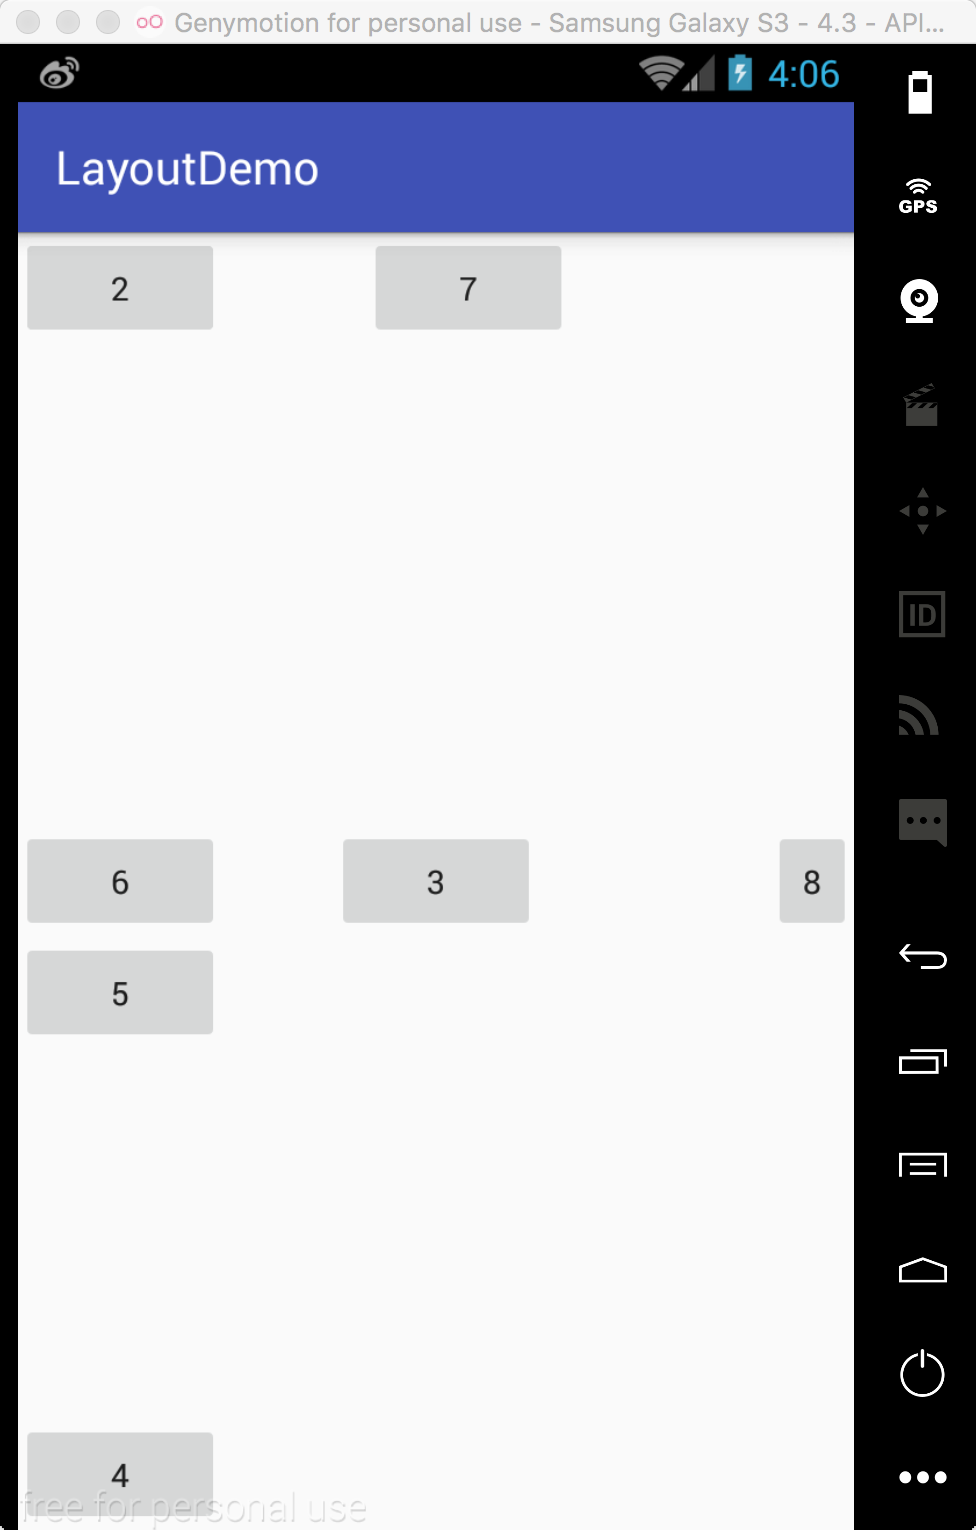 Genymotion for personal use - Samsung Galaxy S3 - 4.3 - API...
4:06
LayoutDemo
GPS
2 7
6 3 8
ID
5
4
free for personal use